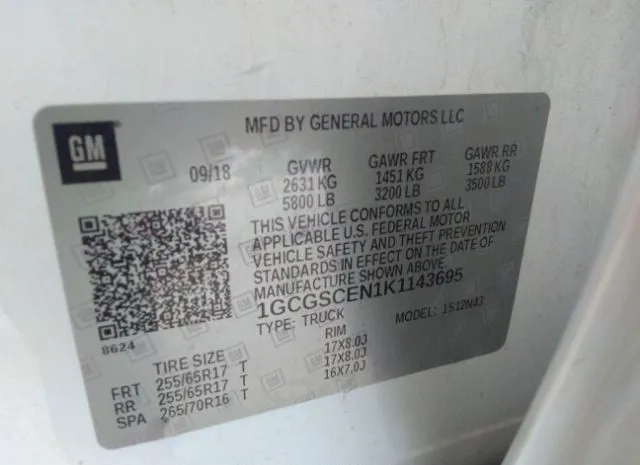 MFD BY GENERAL MOTORS LLC
GM
09/18
GVWR GAWR FRT GAWR RR
2631 KG 1451 KG 1588 KG
5800 LB 3200 LB 3500 LB
THIS VEHICLE CONFORMS TO ALL
APPLICABLE U.S. FEDERAL MOTOR
VEHICLE SAFETY AND THEFT PREVENTION
STANDARDS IN EFFECT ON THE DATE OF
MANUFACTURE SHOWN ABOVE.
1GCGSCEN1K1143695
TYPE: TRUCK MODEL: 1512N43
8624
TIRE SIZE RIM
FRT 255/65R17 T 17X8.0J
RR 255/65R17 T 17X8.0J
SPA 265/70R16 T 16X7.0J